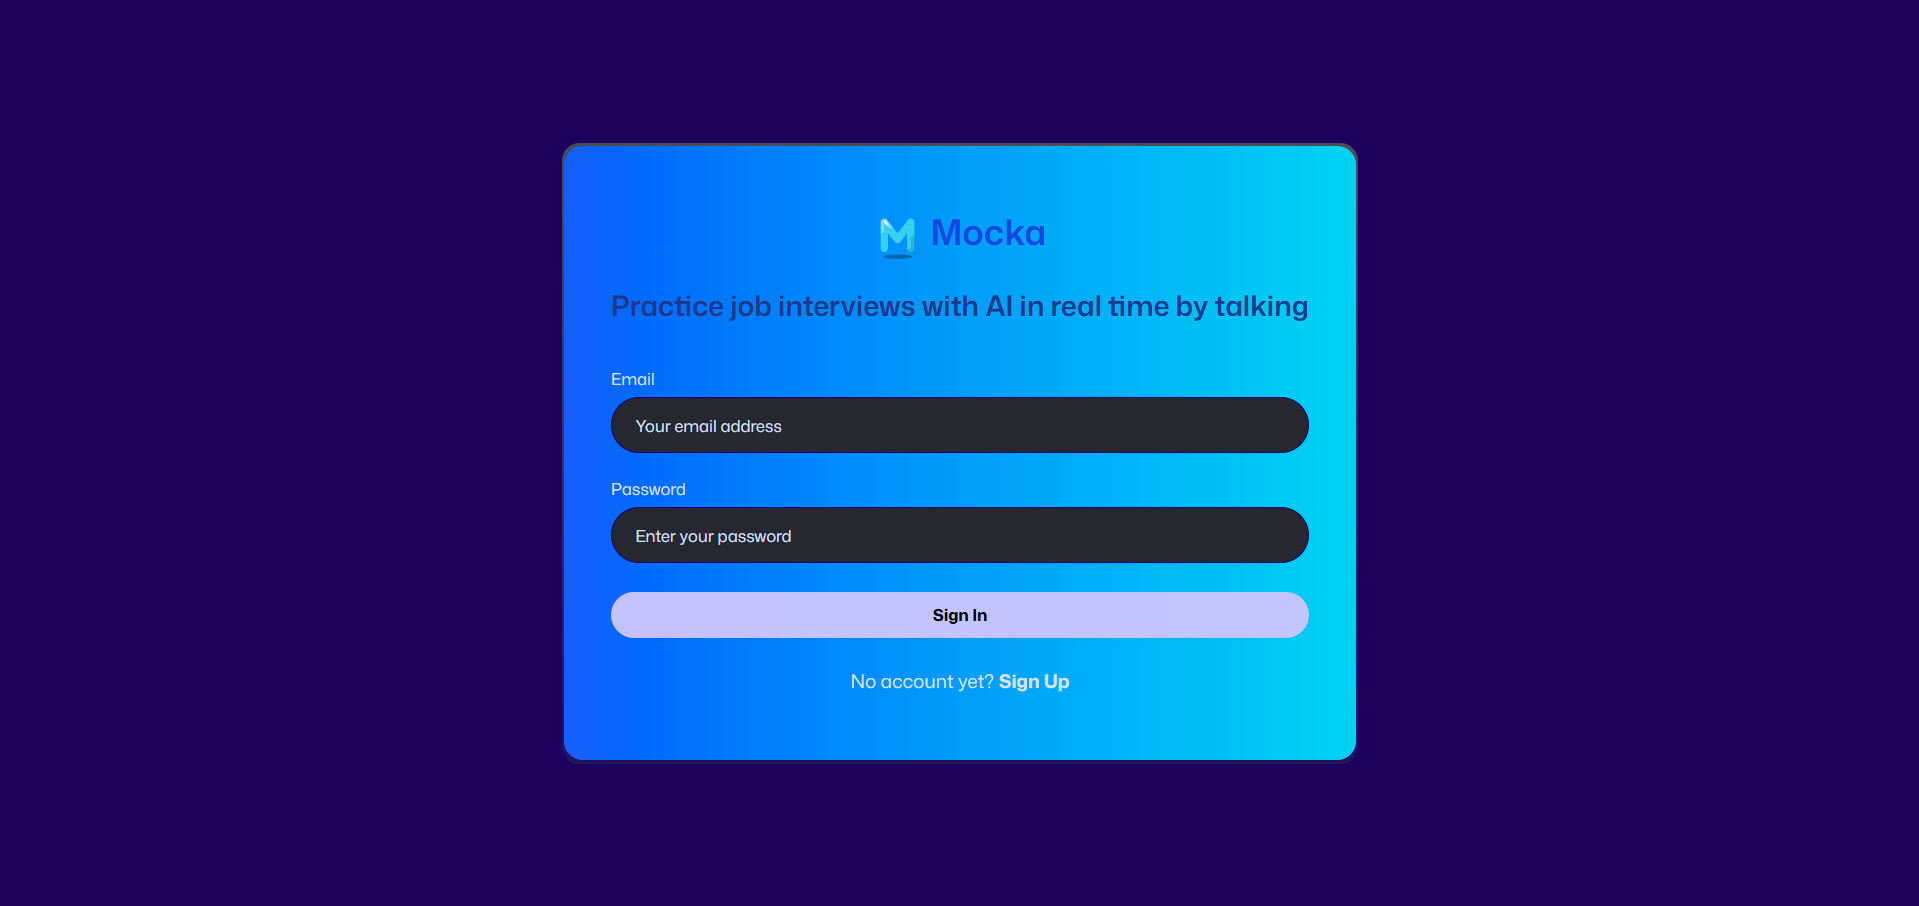 Mocka
Practice job interviews with AI in real time by talking
Email
Your email address
Password
Enter your password
Sign In
No account yet? Sign Up